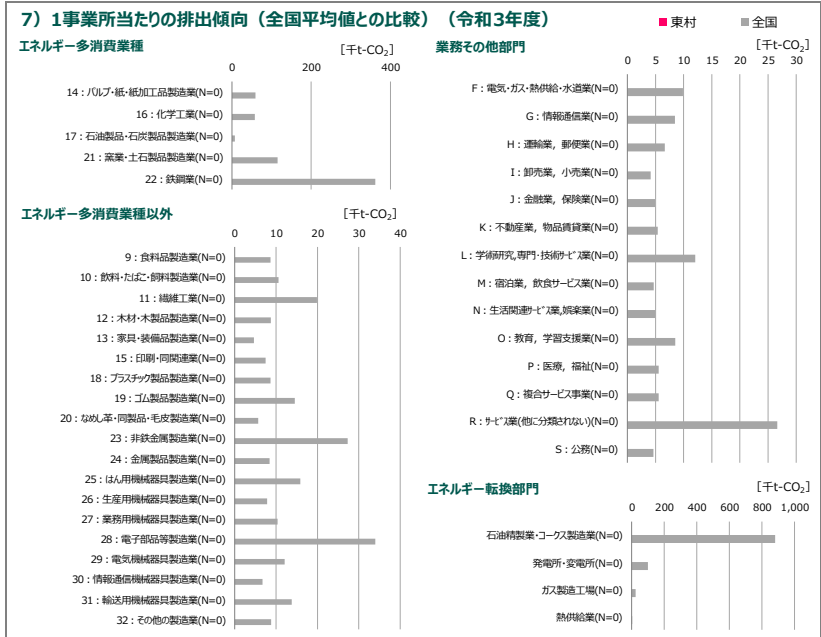 7）1事業所当たりの排出傾向（全国平均値との比較）（令和3年度）
■東村 ■全国
エネルギー多消費業種
[千t-CO₂]
0 200 400
14：パルプ・紙・紙加工品製造業(N=0)
16：化学工業(N=0)
17：石油製品・石炭製品製造業(N=0)
21：窯業・土石製品製造業(N=0)
22：鉄鋼業(N=0)
エネルギー多消費業種以外
[千t-CO₂]
0 10 20 30 40
9：食料品製造業(N=0)
10：飲料・たばこ・飼料製造業(N=0)
11：繊維工業(N=0)
12：木材・木製品製造業(N=0)
13：家具・装備品製造業(N=0)
15：印刷・同関連業(N=0)
18：プラスチック製品製造業(N=0)
19：ゴム製品製造業(N=0)
20：なめし革・同製品・毛皮製造業(N=0)
23：非鉄金属製造業(N=0)
24：金属製品製造業(N=0)
25：はん用機械器具製造業(N=0)
26：生産用機械器具製造業(N=0)
27：業務用機械器具製造業(N=0)
28：電子部品等製造業(N=0)
29：電気機械器具製造業(N=0)
30：情報通信機械器具製造業(N=0)
31：輸送用機械器具製造業(N=0)
32：その他の製造業(N=0)
業務その他部門
[千t-CO₂]
0 5 10 15 20 25 30
F：電気・ガス・熱供給・水道業(N=0)
G：情報通信業(N=0)
H：運輸業，郵便業(N=0)
I：卸売業，小売業(N=0)
J：金融業，保険業(N=0)
K：不動産業，物品賃貸業(N=0)
L：学術研究,専門・技術サービス業(N=0)
M：宿泊業，飲食サービス業(N=0)
N：生活関連サービス業,娯楽業(N=0)
O：教育，学習支援業(N=0)
P：医療，福祉(N=0)
Q：複合サービス事業(N=0)
R：サービス業(他に分類されない)(N=0)
S：公務(N=0)
エネルギー転換部門
[千t-CO₂]
0 200 400 600 800 1,000
石油精製業・コークス製造業(N=0)
発電所・変電所(N=0)
ガス製造工場(N=0)
熱供給業(N=0)